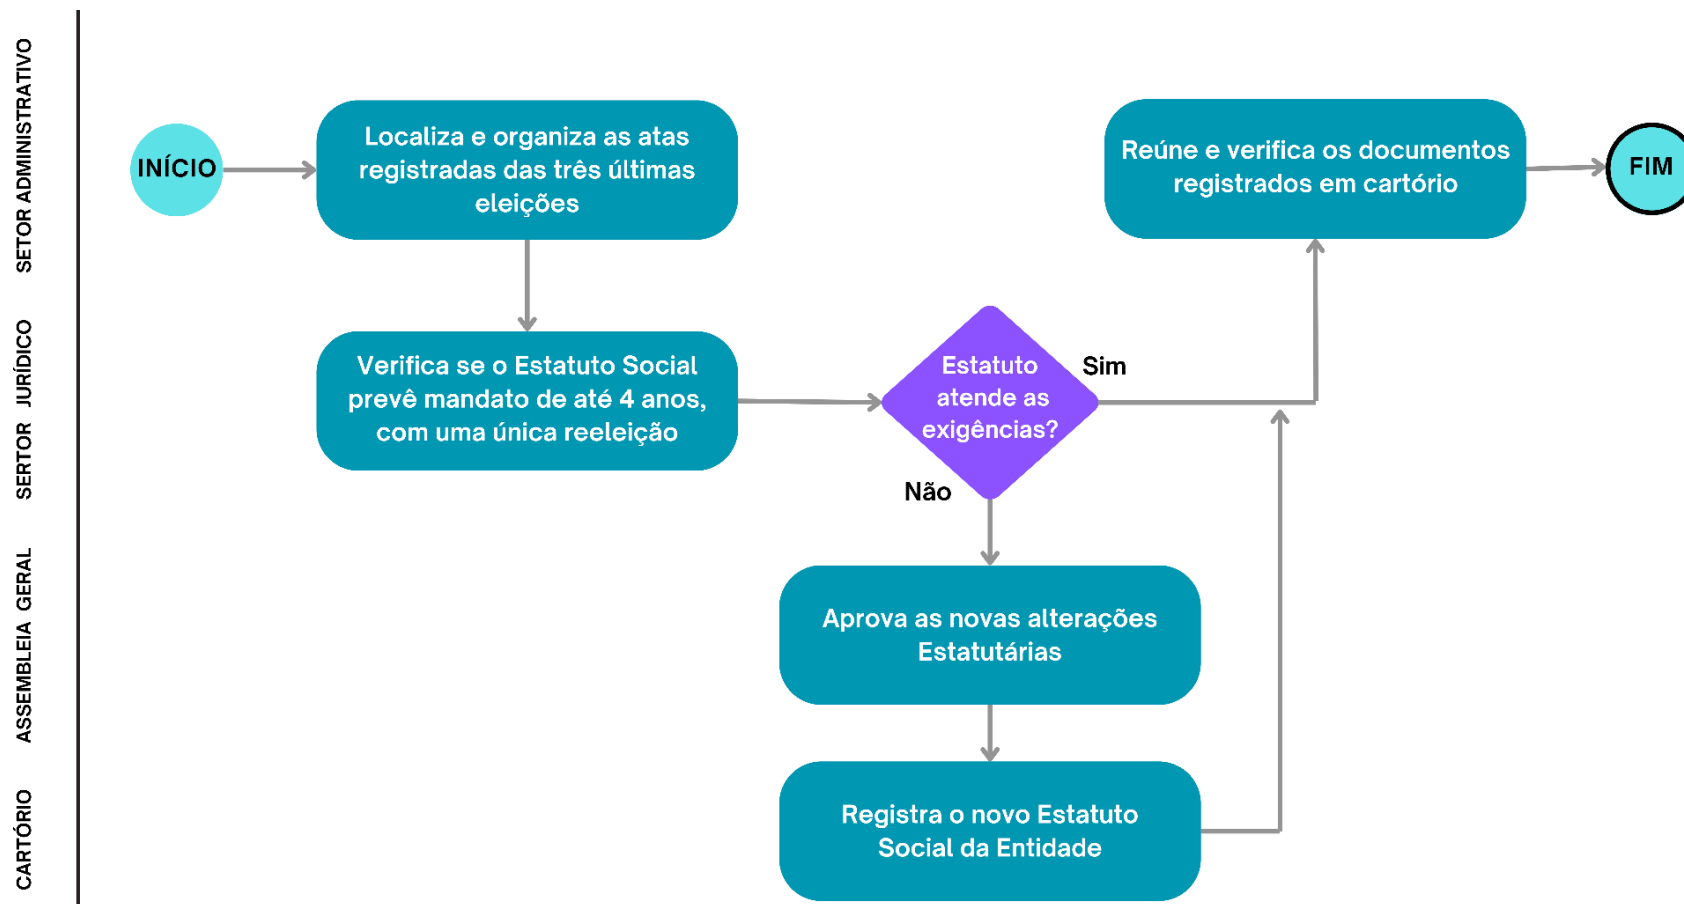 SETOR ADMINISTRATIVO
INÍCIO
Localiza e organiza as atas
registradas das três últimas
eleições
Reúne e verifica os documentos
registrados em cartório
FIM
SERTOR JURÍDICO
Verifica se o Estatuto Social
prevê mandato de até 4 anos,
com uma única reeleição
Estatuto
atende as
exigências?
Sim
Não
ASSEMBLEIA GERAL
Aprova as novas alterações
Estatutárias
CARTÓRIO
Registra o novo Estatuto
Social da Entidade